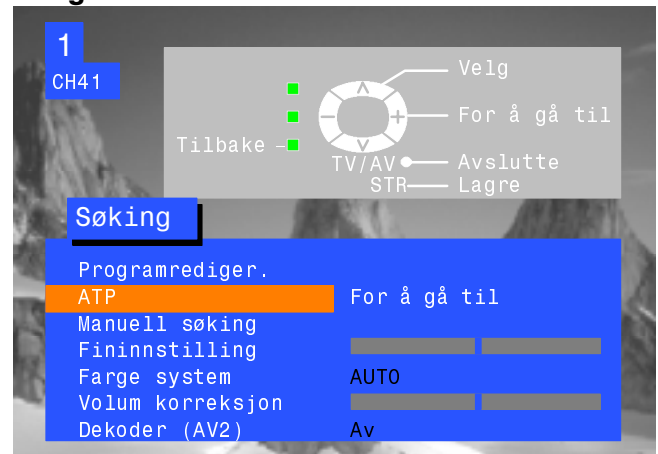 1
CH41
Velg
For å gå til
Tilbake
TV/AV Avslutte
STR Lagre
Søking
Programrediger.
ATP For å gå til
Manuell søking
Fininnstilling
Farge system AUTO
Volum korreksjon
Dekoder (AV2) Av